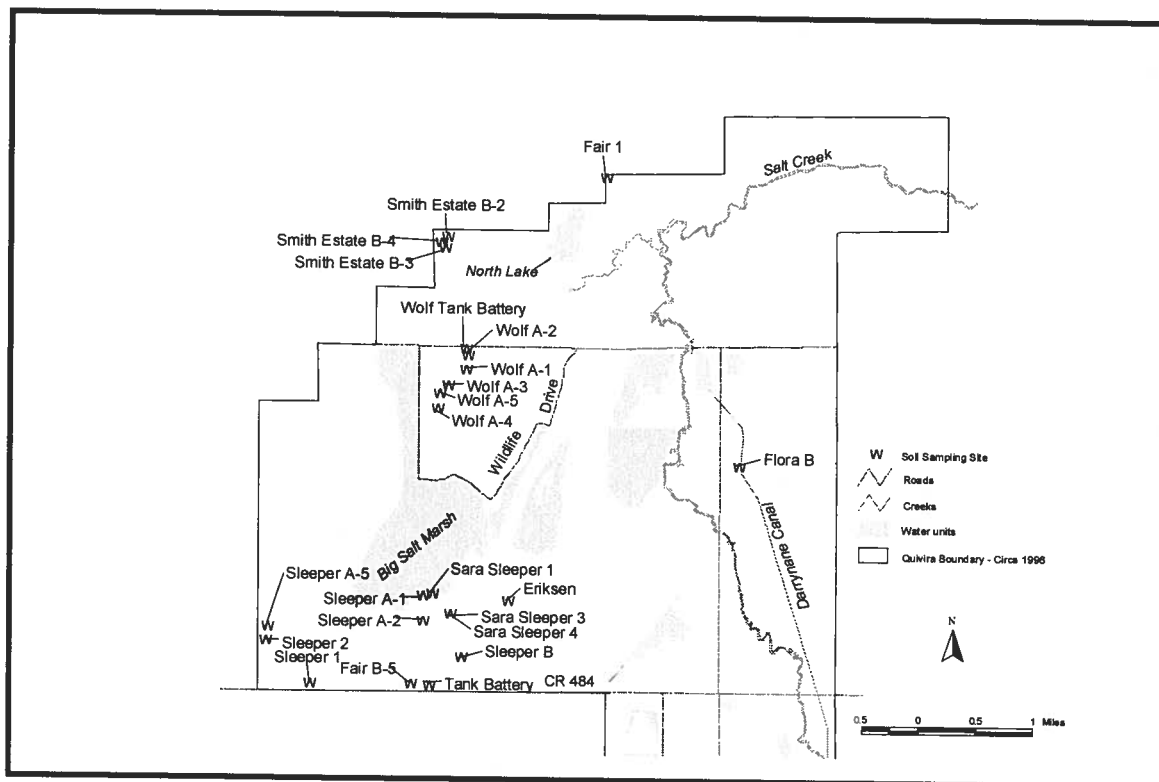 Fair 1
Salt Creek
Smith Estate B-2
Smith Estate B-4
Smith Estate B-3
North Lake
Wolf Tank Battery
Wolf A-2
Wolf A-1
Wolf A-3
Wolf A-5
Wolf A-4
Wildlife Drive
Flora B
W Soil Sampling Site
Roads
Creeks
Water units
Quivira Boundary - Circa 1996
Big Salt Marsh
Darrynane Canal
Sleeper A-5
Sara Sleeper 1
Sleeper A-1
Eriksen
Sleeper A-2
Sara Sleeper 3
Sara Sleeper 4
Sleeper 2
Sleeper B
Sleeper 1
Fair B-5
Tank Battery
CR 484
N
0.5 0 0.5 1 Miles